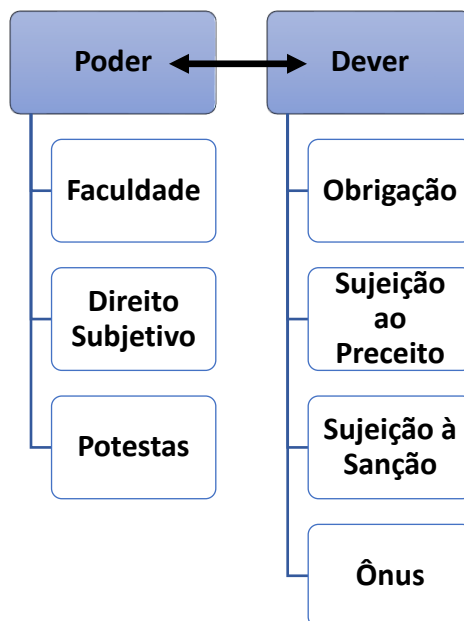 Poder
Dever
Faculdade
Direito
Subjetivo
Potestas
Obrigação
Sujeição
ao
Preceito
Sujeição à
Sanção
Ônus